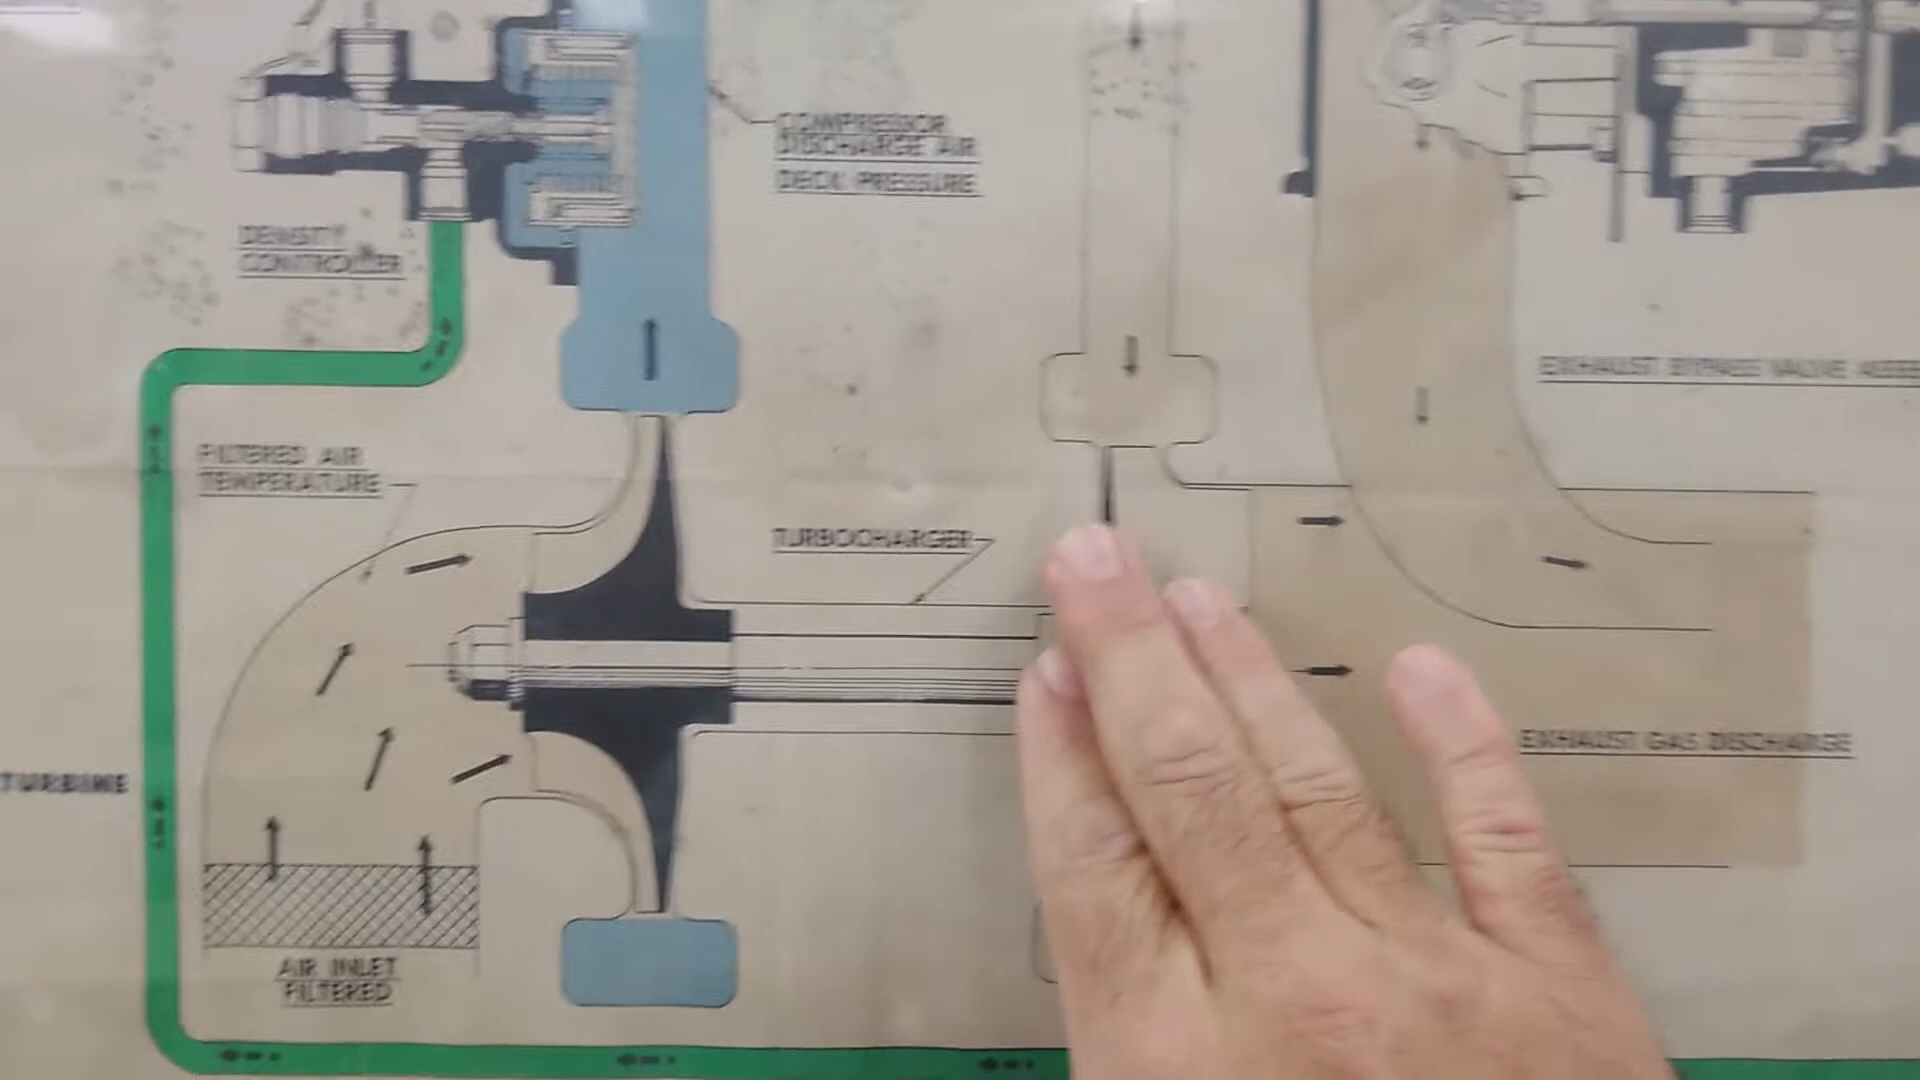 COMPRESSOR
DISCHARGE AIR
DECK PRESSURE
DENSITY
CONTROLLER
EXHAUST BYPASS VALVE
FILTERED AIR
TEMPERATURE
TURBOCHARGER
EXHAUST GAS DISCHARGE
TURBINE
AIR INLET
FILTERED